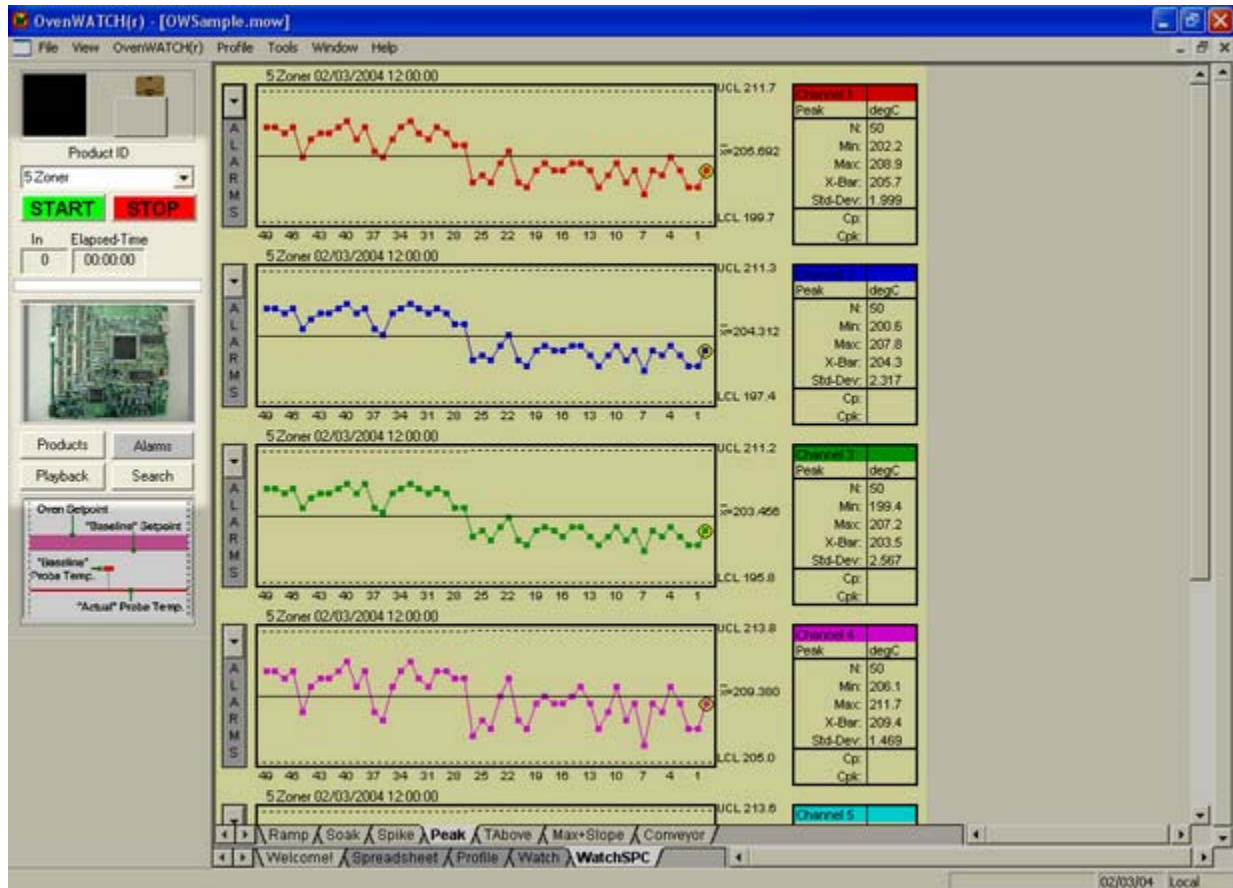 OvenWATCH(r) - [OWSample.mow]
File View OvenWATCH(r) Profile Tools Window Help
Product ID
5 Zoner
START STOP
In Elapsed-Time
0 00:00:00
Products Alarms
Playback Search
Oven Setpoint
"Baseline" Setpoint
"Baseline"
Probe Temp.
"Actual" Probe Temp.
5 Zoner 02/03/2004 12:00:00
UCL 211.7
ALARMS
x=206.692
LCL 199.7
49 46 43 40 37 34 31 28 25 22 19 16 13 10 7 4 1
Channel 1
Peak degC
N: 50
Min: 202.2
Max: 208.9
X-Bar: 205.7
Std-Dev: 1.999
Cp:
Cpk:
5 Zoner 02/03/2004 12:00:00
UCL 211.3
ALARMS
x=204.312
LCL 197.4
49 46 43 40 37 34 31 28 25 22 19 16 13 10 7 4 1
Channel 2
Peak degC
N: 50
Min: 200.6
Max: 207.8
X-Bar: 204.3
Std-Dev: 2.317
Cp:
Cpk:
5 Zoner 02/03/2004 12:00:00
UCL 211.2
ALARMS
x=203.466
LCL 195.8
49 46 43 40 37 34 31 28 25 22 19 16 13 10 7 4 1
Channel 3
Peak degC
N: 50
Min: 199.4
Max: 207.2
X-Bar: 203.5
Std-Dev: 2.567
Cp:
Cpk:
5 Zoner 02/03/2004 12:00:00
UCL 213.8
ALARMS
x=209.380
LCL 205.0
49 46 43 40 37 34 31 28 25 22 19 16 13 10 7 4 1
Channel 4
Peak degC
N: 50
Min: 206.1
Max: 211.7
X-Bar: 209.4
Std-Dev: 1.469
Cp:
Cpk:
5 Zoner 02/03/2004 12:00:00
UCL 213.6
Channel 5
Ramp Soak Spike Peak TAbove Max+Slope Conveyor
Welcome! Spreadsheet Profile Watch WatchSPC
02/03/04 Local